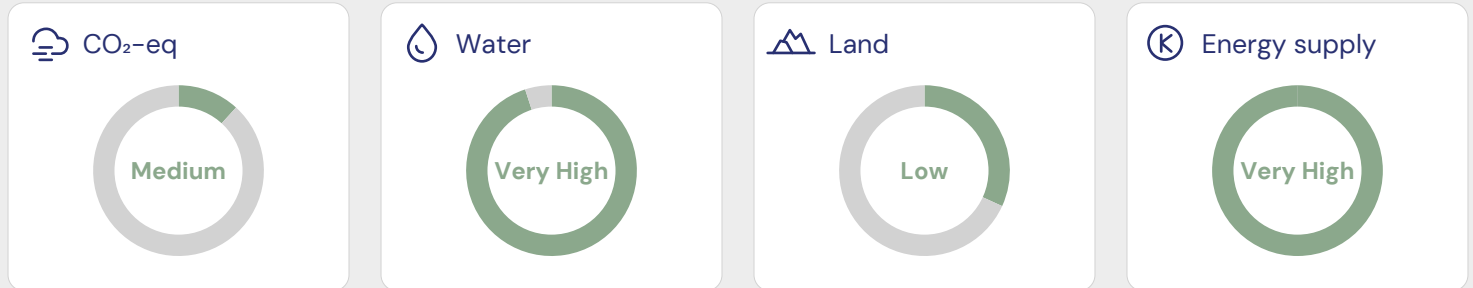 CO₂-eq
Water
Land
Energy supply
Medium
Very High
Low
Very High